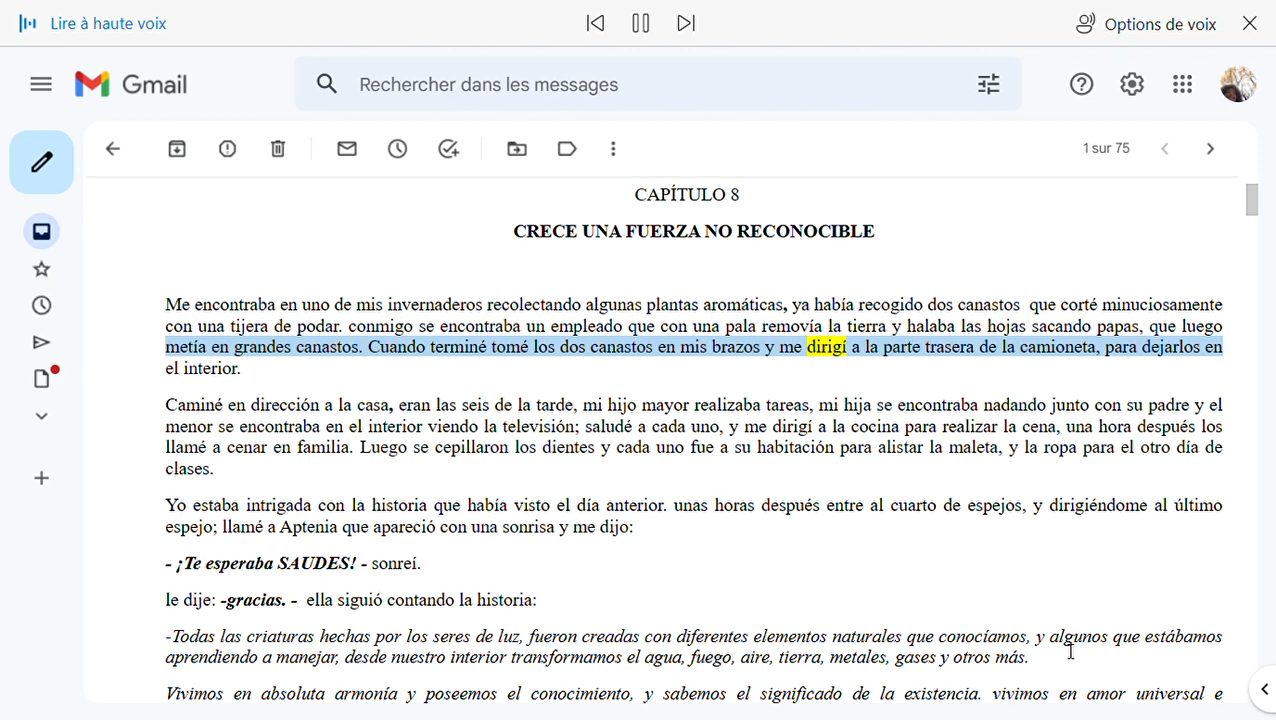 Lire à haute voix
Options de voix
Gmail
Rechercher dans les messages
1 sur 75
CAPÍTULO 8
CRECE UNA FUERZA NO RECONOCIBLE
Me encontraba en uno de mis invernaderos recolectando algunas plantas aromáticas, ya había recogido dos canastos que corté minuciosamente
con una tijera de podar. conmigo se encontraba un empleado que con una pala removía la tierra y halaba las hojas sacando papas, que luego
metía en grandes canastos. Cuando terminé tomé los dos canastos en mis brazos y me dirigí a la parte trasera de la camioneta, para dejarlos en
el interior.
Caminé en dirección a la casa, eran las seis de la tarde, mi hijo mayor realizaba tareas, mi hija se encontraba nadando junto con su padre y el
menor se encontraba en el interior viendo la televisión; saludé a cada uno, y me dirigí a la cocina para realizar la cena, una hora después los
llamé a cenar en familia. Luego se cepillaron los dientes y cada uno fue a su habitación para alistar la maleta, y la ropa para el otro día de
clases.
Yo estaba intrigada con la historia que había visto el día anterior. unas horas después entre al cuarto de espejos, y dirigiéndome al último
espejo; llamé a Aptenia que apareció con una sonrisa y me dijo:
- ¡Te esperaba SAUDES! - sonreí.
le dije: -gracias. - ella siguió contando la historia:
-Todas las criaturas hechas por los seres de luz, fueron creadas con diferentes elementos naturales que conocíamos, y algunos que estábamos
aprendiendo a manejar, desde nuestro interior transformamos el agua, fuego, aire, tierra, metales, gases y otros más.
Vivimos en absoluta armonía y poseemos el conocimiento, y sabemos el significado de la existencia. vivimos en amor universal e